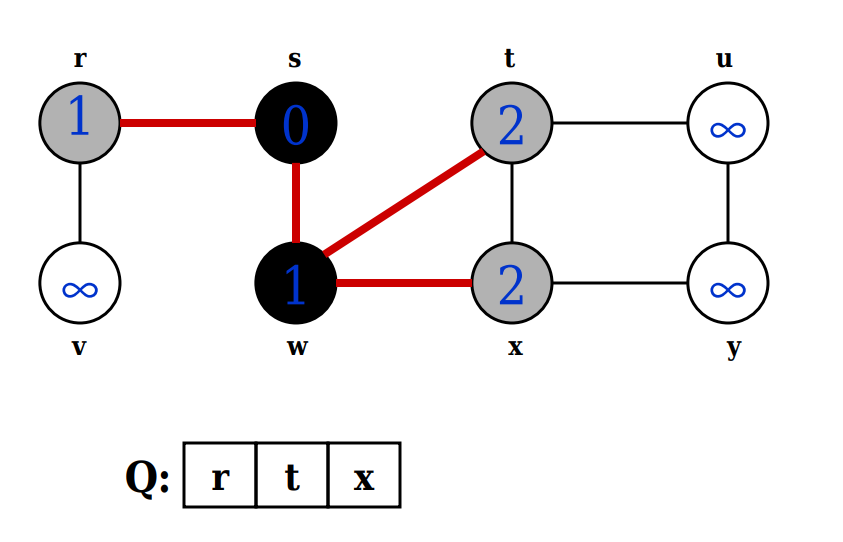 r s t u
1 0 2 ∞
∞ 1 2 ∞
v w x y
Q: r t x